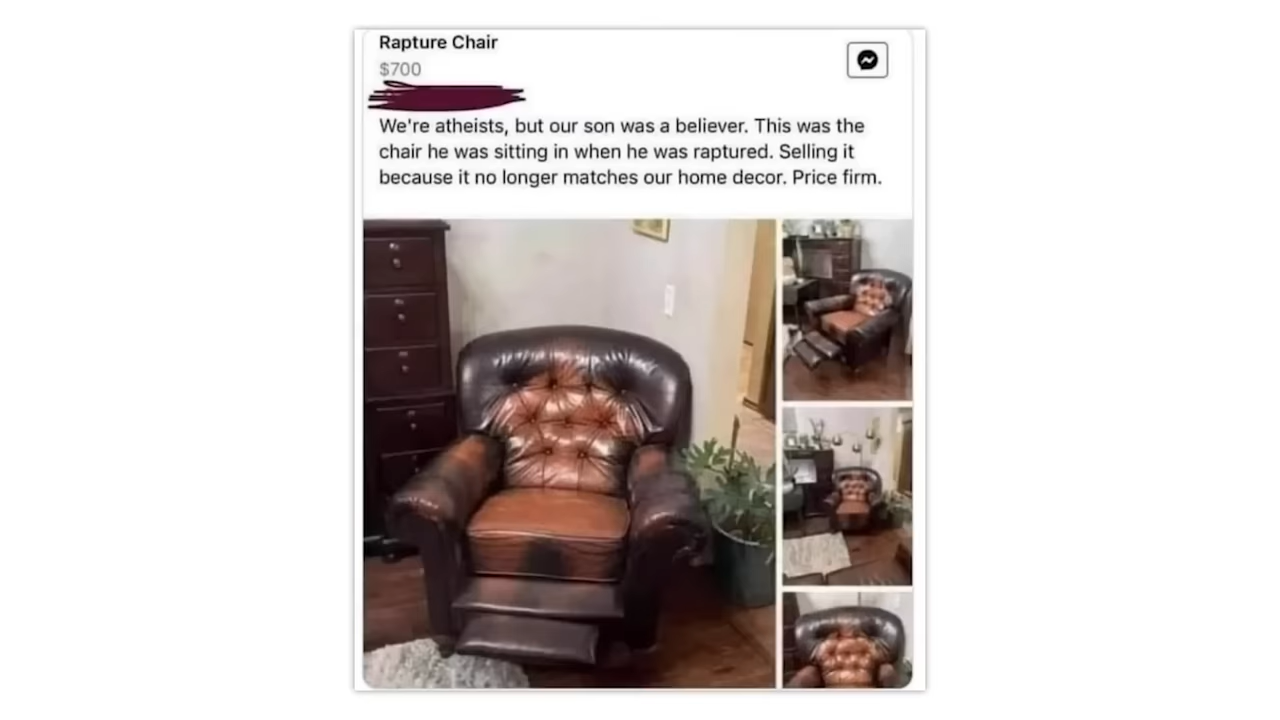 Rapture Chair
$700
We're atheists, but our son was a believer. This was the
chair he was sitting in when he was raptured. Selling it
because it no longer matches our home decor. Price firm.